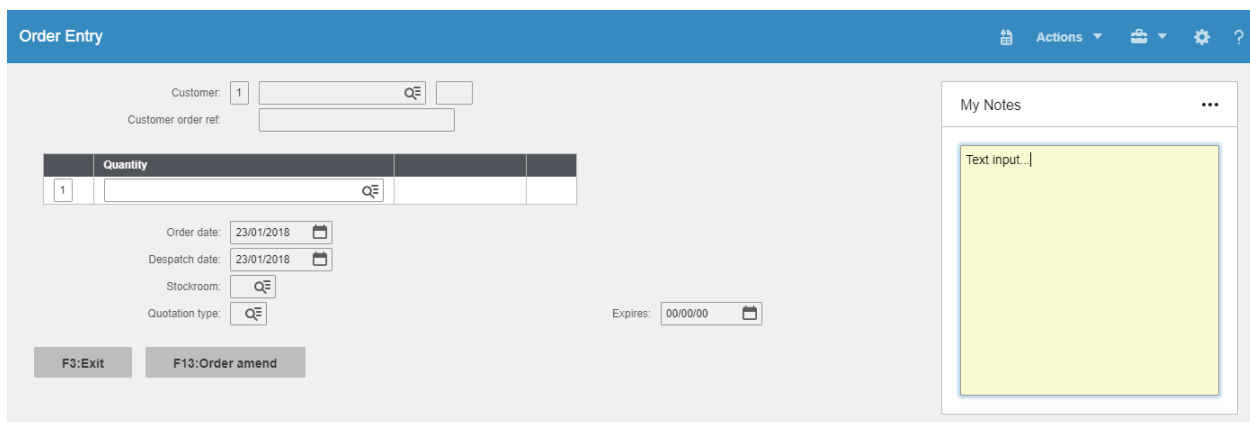 Order Entry Actions ?
Customer: 1
Customer order ref:
Quantity
1
Order date: 23/01/2018
Despatch date: 23/01/2018
Stockroom:
Quotation type: Expires: 00/00/00
F3:Exit F13:Order amend
My Notes
Text input...